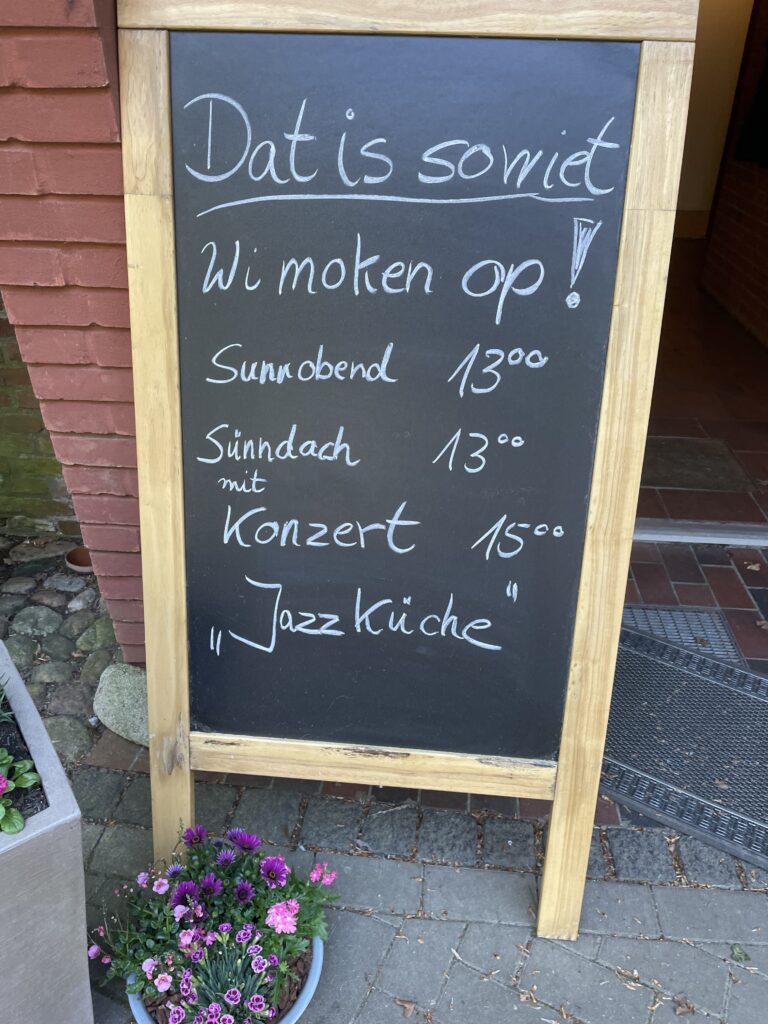 Dat is sowiet
Wi moken op!
Sunnobend 13⁰⁰
Sünndach 13⁰⁰
mit
Konzert 15⁰⁰
„Jazz Küche"